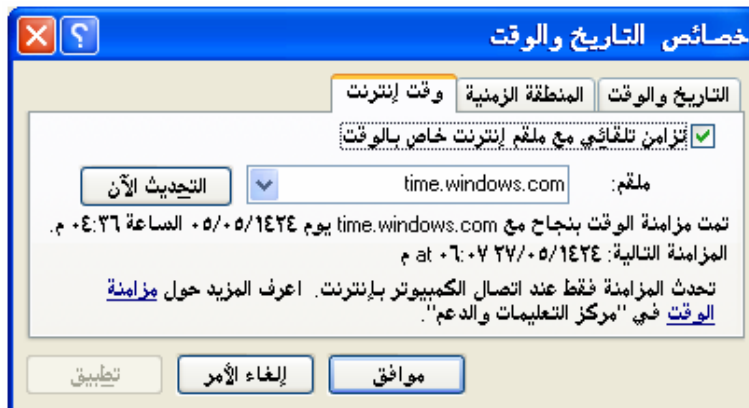 خصائص التاريخ والوقت
التاريخ والوقت
المنطقة الزمنية
وقت إنترنت
تزامن تلقائي مع ملقم إنترنت خاص بالوقت
ملقم:
time.windows.com
التحديث الآن
تمت مزامنة الوقت بنجاح مع time.windows.com يوم ٠٥/٠٥/١٤٢٤ الساعة ٠٤:٣٦ م.
المزامنة التالية: ٢٧/٠٥/١٤٢٤ at ٠٦:٠٧ م
تحدث المزامنة فقط عند اتصال الكمبيوتر بإنترنت. اعرف المزيد حول مزامنة
الوقت في "مركز التعليمات والدعم".
موافق
إلغاء الأمر
تطبيق